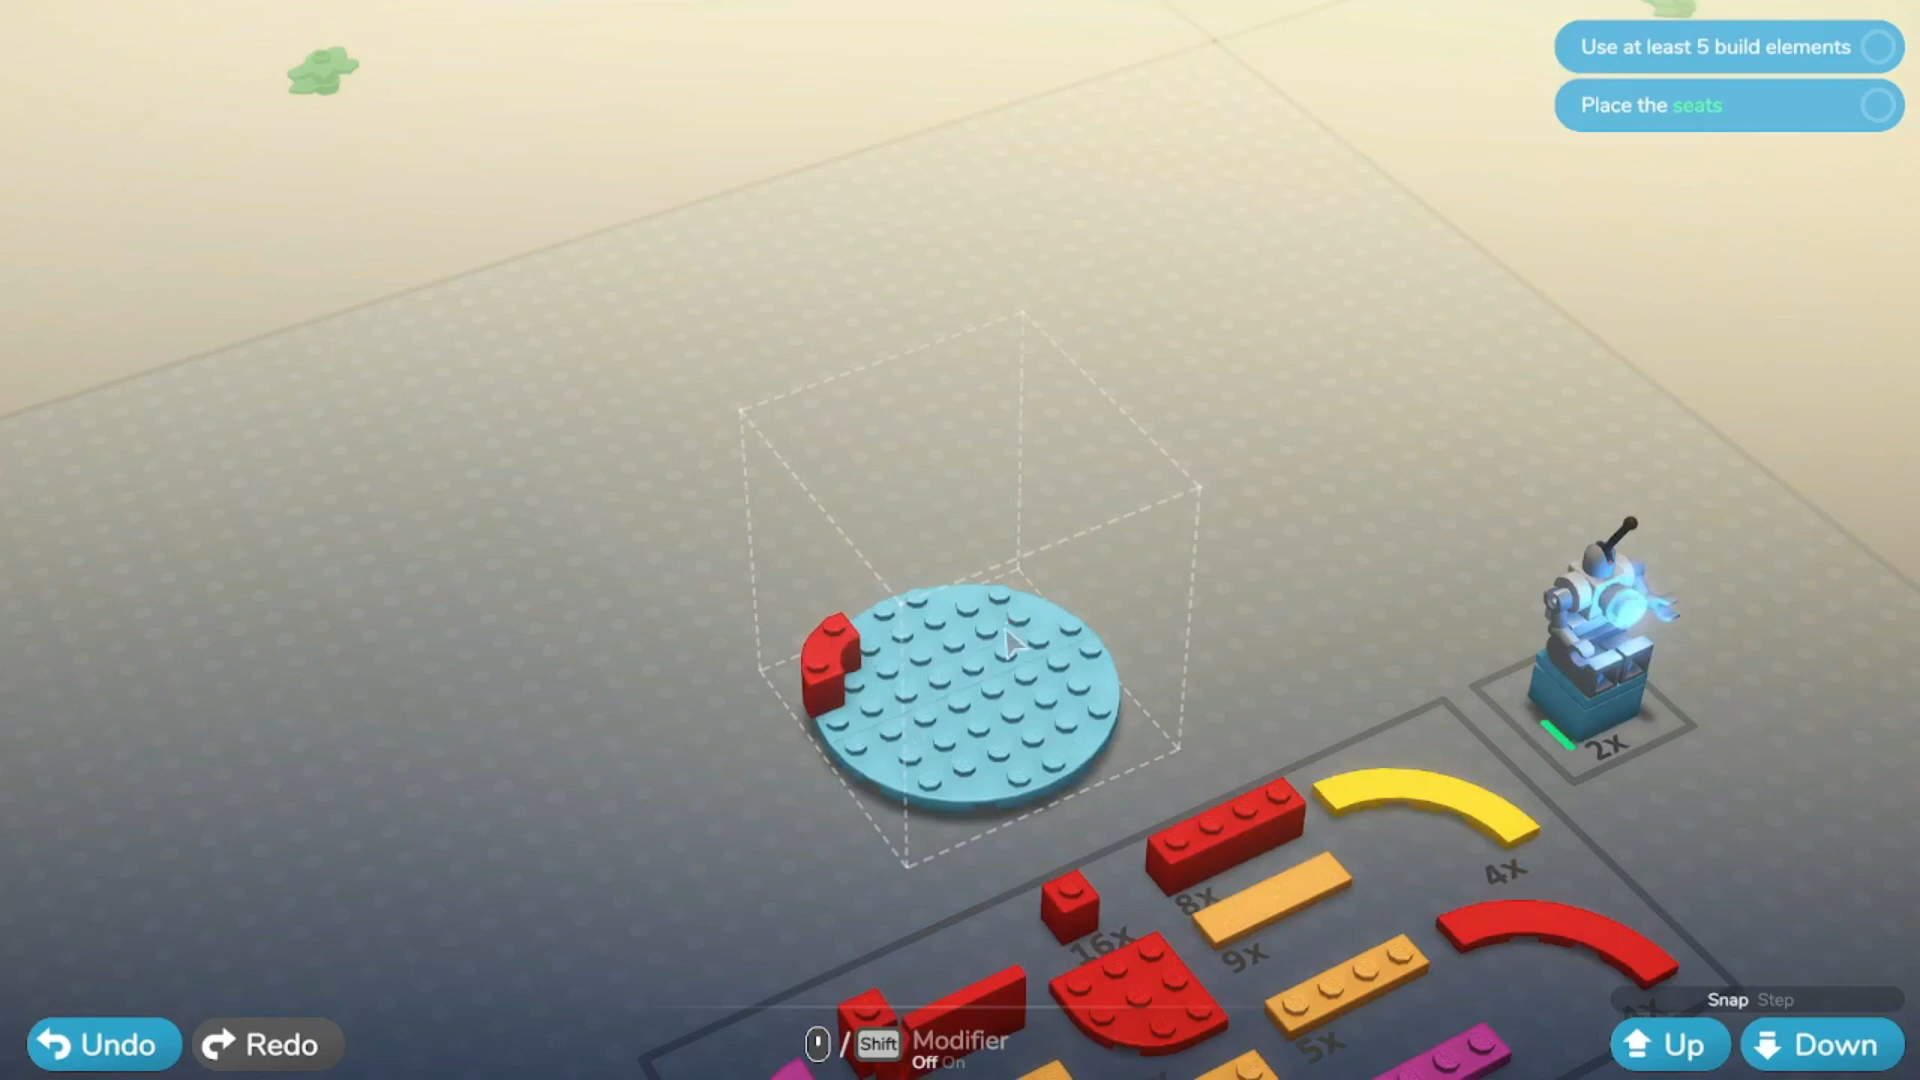 Use at least 5 build elements
Place the seats
2x
4x
8x
16x
9x
5x
Snap Step
Undo
Redo
/ Shift Modifier
Off On
Up
Down